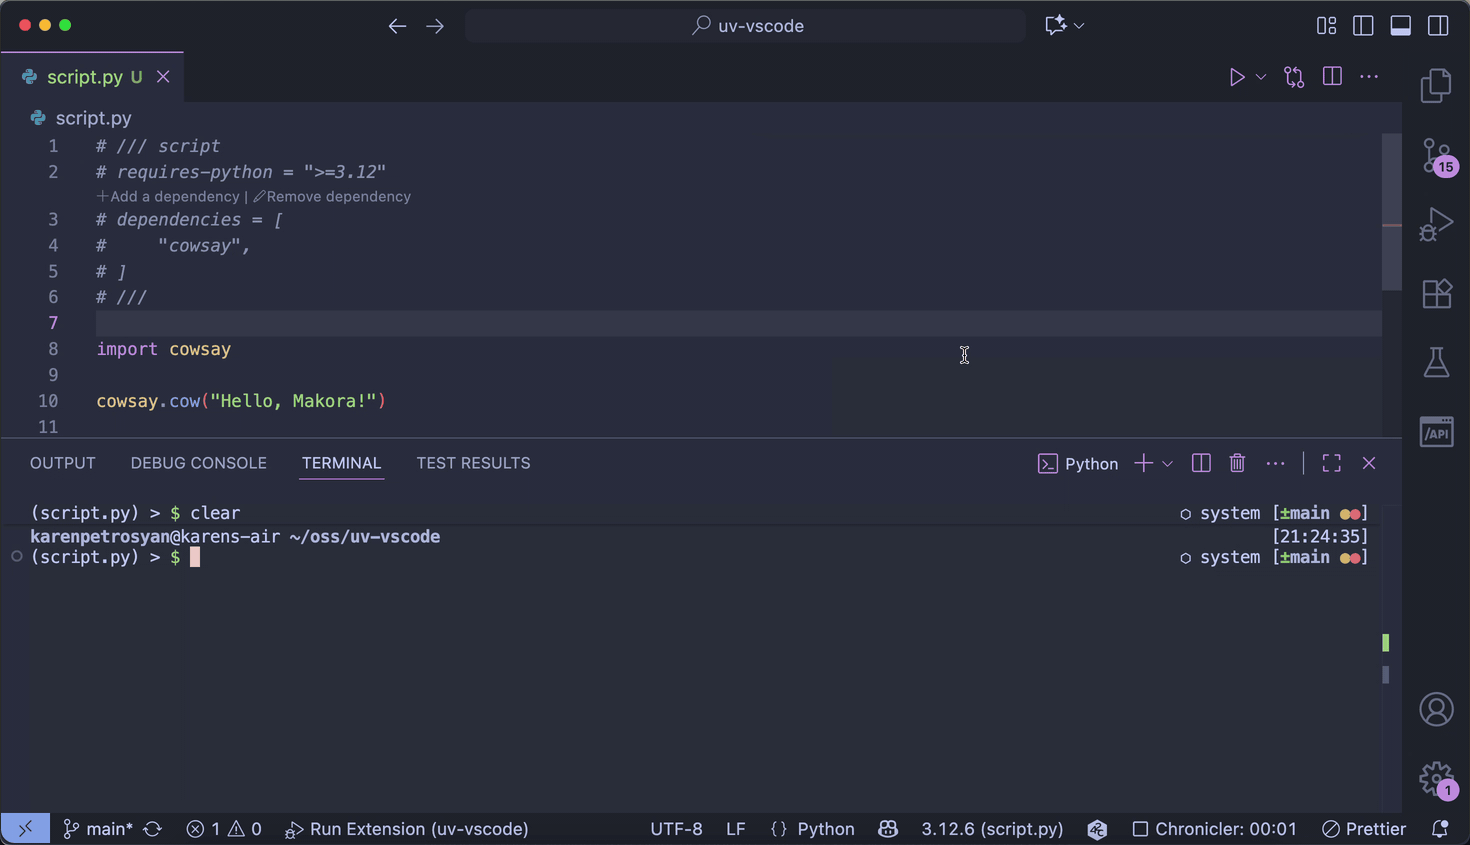 uv-vscode
script.py U
script.py
1 # /// script
2 # requires-python = ">=3.12"
Add a dependency | Remove dependency
3 # dependencies = [
4 #     "cowsay",
5 # ]
6 # ///
7
8 import cowsay
9
10 cowsay.cow("Hello, Makora!")
11
15
/API
OUTPUT DEBUG CONSOLE TERMINAL TEST RESULTS Python
(script.py) > $ clear system [±main]
karenpetrosyan@karens-air ~/oss/uv-vscode [21:24:35]
(script.py) > $ system [±main]
1
main* 1 0 Run Extension (uv-vscode) UTF-8 LF {} Python 3.12.6 (script.py) Chronicler: 00:01 Prettier